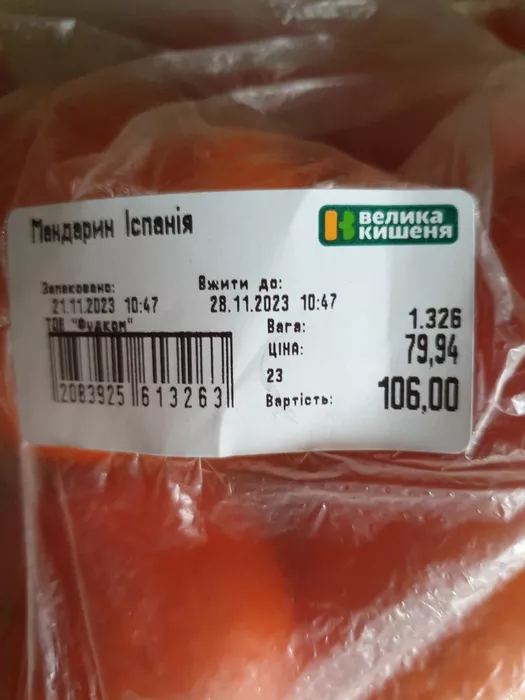 Мандарин Іспанія
ВЕЛИКА
КИШЕНЯ
Запаковано:
21.11.2023 10:47
Вжити до:
28.11.2023 10:47
ТОВ "Фудком"
Вага: 1.326
ЦІНА: 79,94
23
Вартість: 106,00
2083925 613263